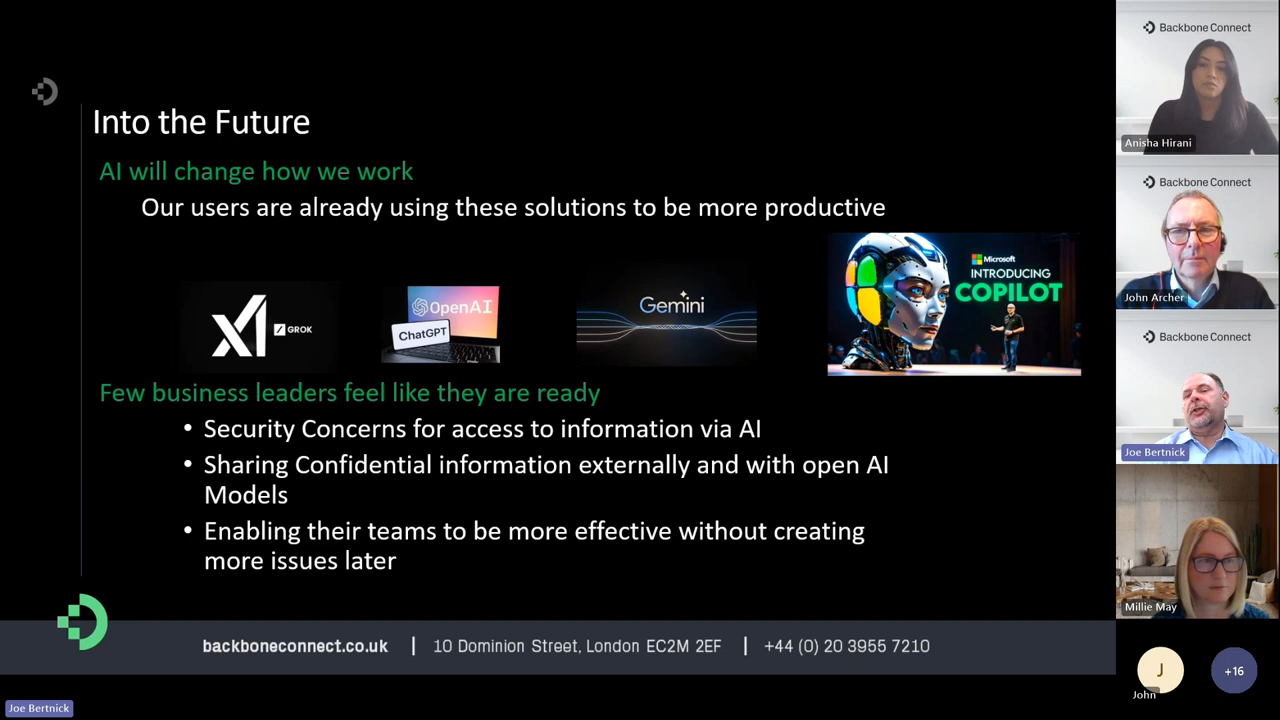 Into the Future
AI will change how we work
Our users are already using these solutions to be more productive
xI GROK
OpenAI
ChatGPT
Gemini
Microsoft
INTRODUCING
COPILOT
Few business leaders feel like they are ready
• Security Concerns for access to information via AI
• Sharing Confidential information externally and with open AI
Models
• Enabling their teams to be more effective without creating
more issues later
backboneconnect.co.uk | 10 Dominion Street, London EC2M 2EF | +44 (0) 20 3955 7210
Joe Bertnick
Backbone Connect
Anisha Hirani
Backbone Connect
John Archer
Backbone Connect
Joe Bertnick
Millie May
J
John
+16